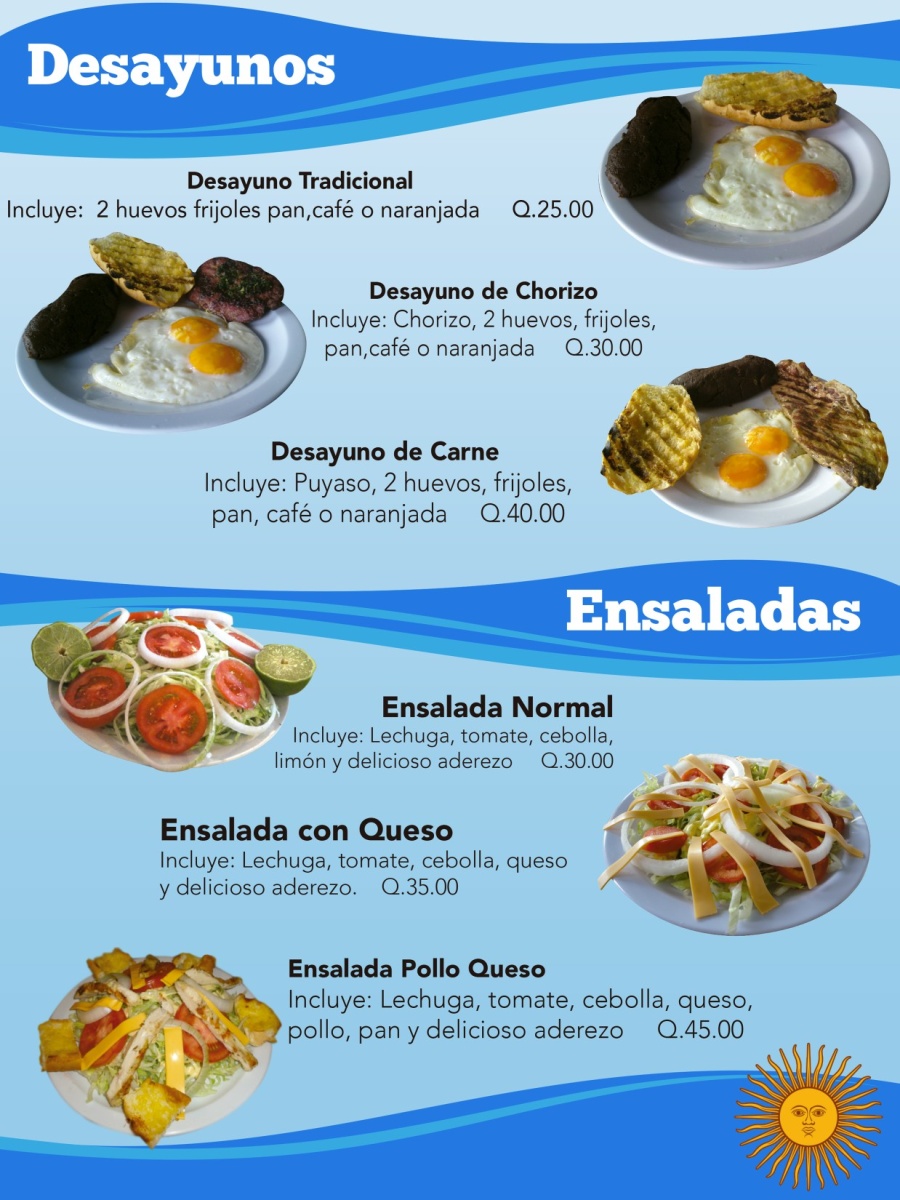 Desayunos
Desayuno Tradicional
Incluye: 2 huevos frijoles pan,café o naranjada Q.25.00
Desayuno de Chorizo
Incluye: Chorizo, 2 huevos, frijoles,
pan,café o naranjada Q.30.00
Desayuno de Carne
Incluye: Puyaso, 2 huevos, frijoles,
pan, café o naranjada Q.40.00
Ensaladas
Ensalada Normal
Incluye: Lechuga, tomate, cebolla,
limón y delicioso aderezo Q.30.00
Ensalada con Queso
Incluye: Lechuga, tomate, cebolla, queso
y delicioso aderezo. Q.35.00
Ensalada Pollo Queso
Incluye: Lechuga, tomate, cebolla, queso,
pollo, pan y delicioso aderezo Q.45.00